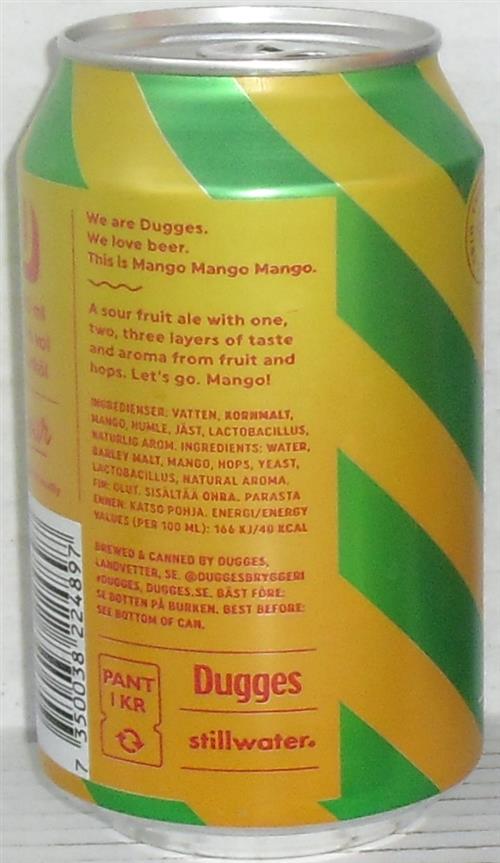 We are Dugges.
We love beer.
This is Mango Mango Mango.
A sour fruit ale with one,
two, three layers of taste
and aroma from fruit and
hops. Let's go. Mango!
INGREDIENSER: VATTEN, KORNMALT,
MANGO, HUMLE, JÄST, LACTOBACILLUS,
NATURLIG AROM. INGREDIENTS: WATER,
BARLEY MALT, MANGO, HOPS, YEAST,
LACTOBACILLUS, NATURAL AROMA.
FIN: GLUT. SISÄLTÄÄ OHRA. PARASTA
ENNEN: KATSO POHJA. ENERGI/ENERGY
VALUES (PER 100 ML): 166 KJ/40 KCAL
BREWED & CANNED BY DUGGES,
LANDVETTER, SE. @DUGGESBRYGGERI
#DUGGES, DUGGES.SE. BÄST FÖRE:
SE BOTTEN PÅ BURKEN. BEST BEFORE:
SEE BOTTOM OF CAN.
PANT
1 KR
Dugges
stillwater.
7 350038 224897